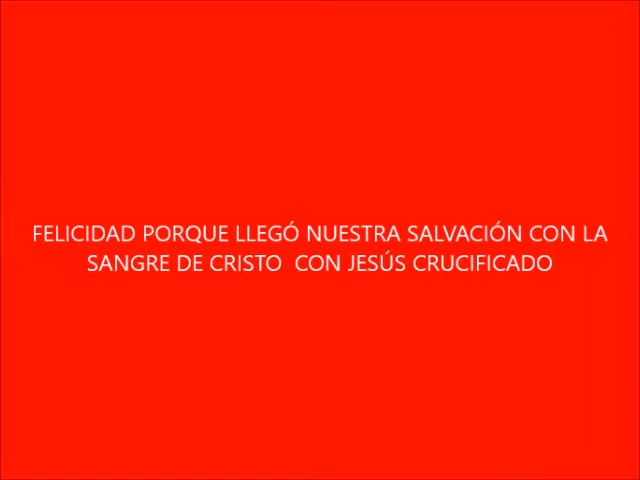 FELICIDAD PORQUE LLEGÓ NUESTRA SALVACIÓN CON LA
SANGRE DE CRISTO  CON JESÚS CRUCIFICADO